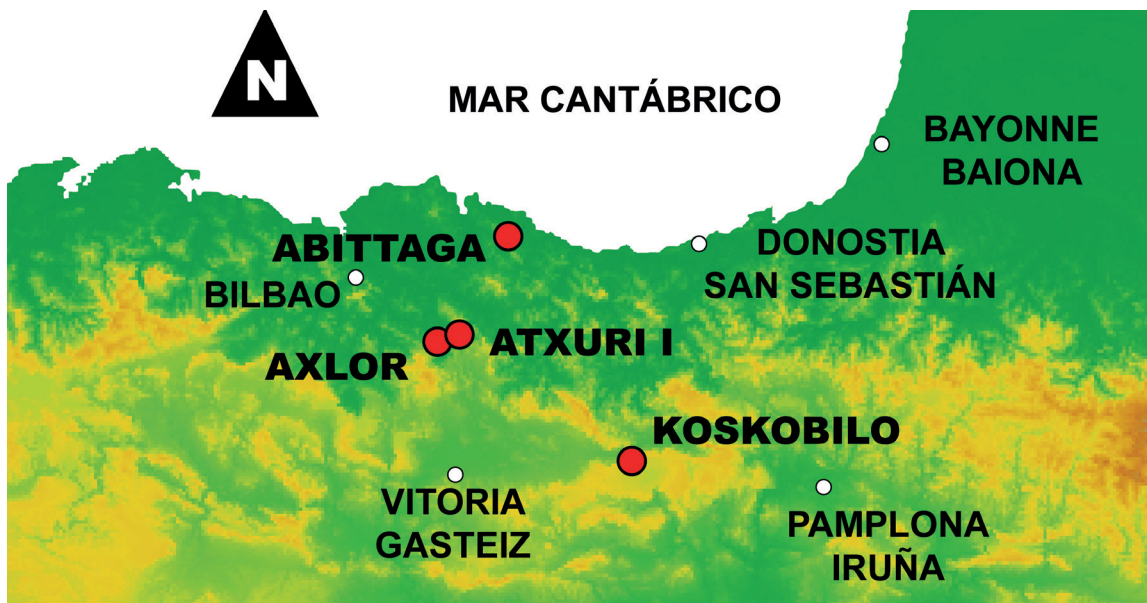 N
MAR CANTÁBRICO
BAYONNE
BAIONA
ABITTAGA
DONOSTIA
SAN SEBASTIÁN
BILBAO
ATXURI I
AXLOR
KOSKOBILO
VITORIA
GASTEIZ
PAMPLONA
IRUÑA